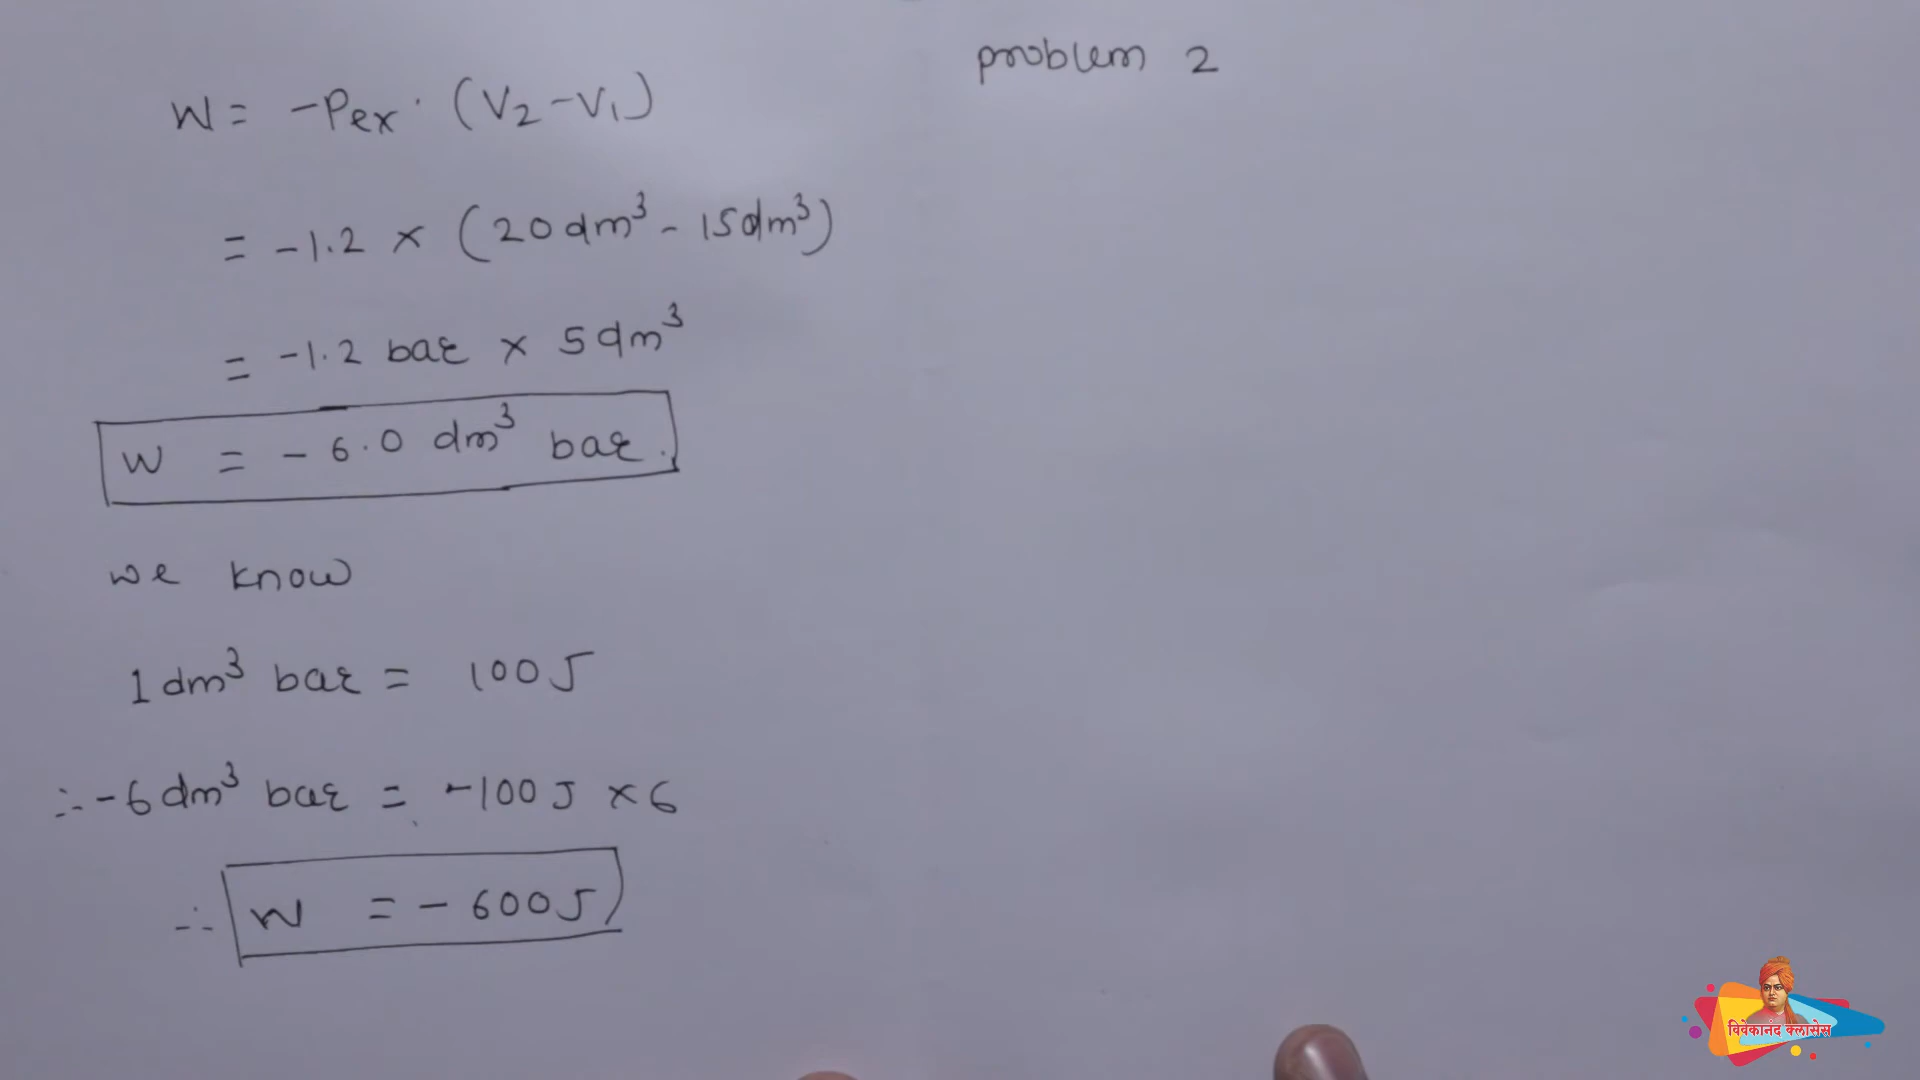 W = -Pex · (V₂ - V₁)
= -1.2 × (20 dm³ - 15 dm³)
= -1.2 bar × 5 dm³
W = - 6.0 dm³ bar.
we know
1 dm³ bar = 100 J
∴ - 6 dm³ bar = -100 J × 6
∴ W = - 600 J
problem 2
विवेकानंद क्लासेस